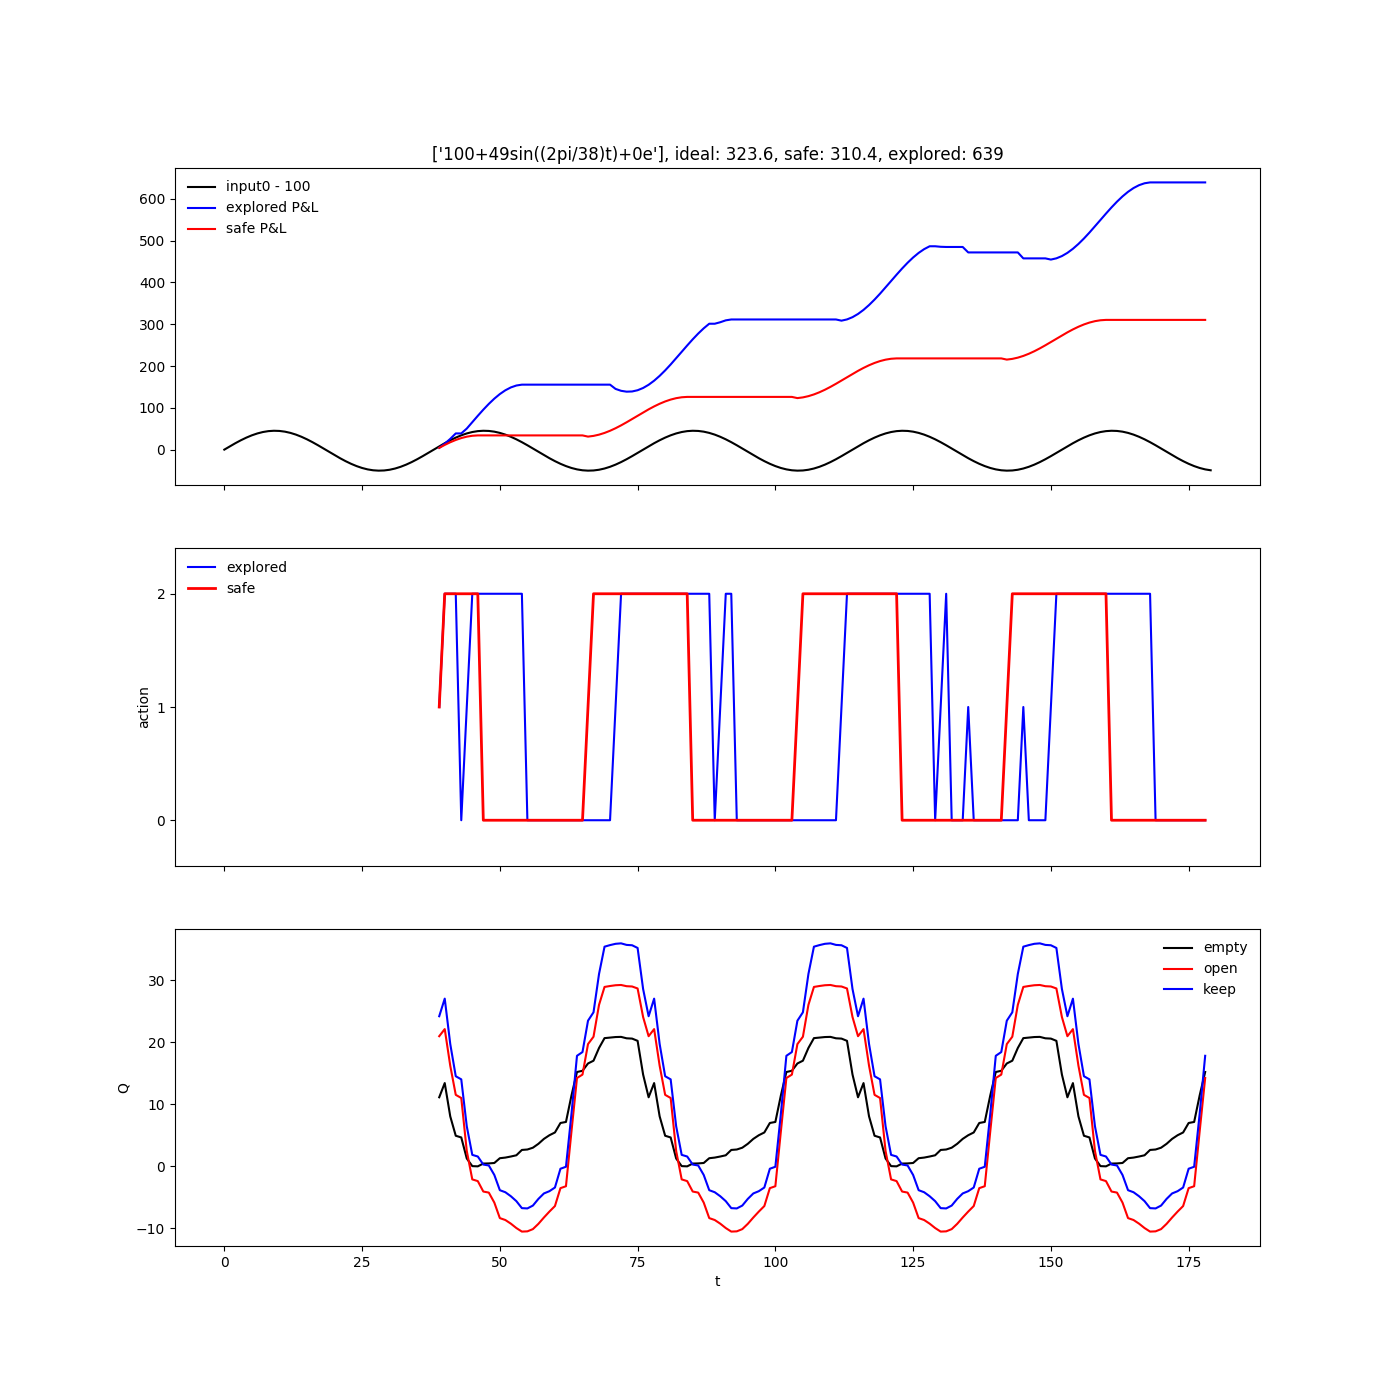 ['100+49sin((2pi/38)t)+0e'], ideal: 323.6, safe: 310.4, explored: 639
input0 - 100
explored P&L
safe P&L
600
500
400
300
200
100
0
explored
safe
2
1
0
action
empty
open
keep
30
20
10
0
−10
Q
0 25 50 75 100 125 150 175
t